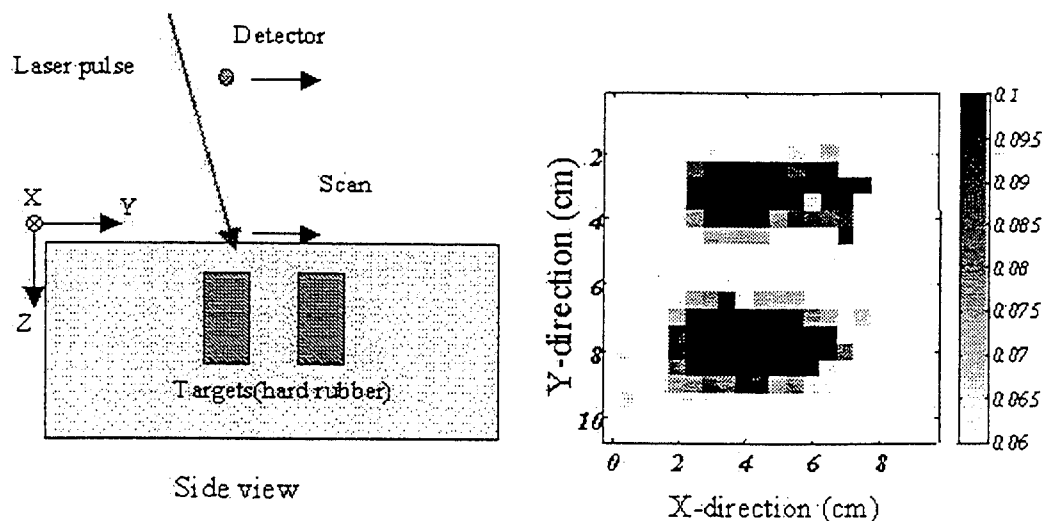 Detector
Laser pulse
Scan
X
Y
Z
Targets(hard rubber)
Side view
Y-direction (cm)
2
4
6
8
10
0 2 4 6 8
X-direction (cm)
0.1
0.095
0.09
0.085
0.08
0.075
0.07
0.065
0.06